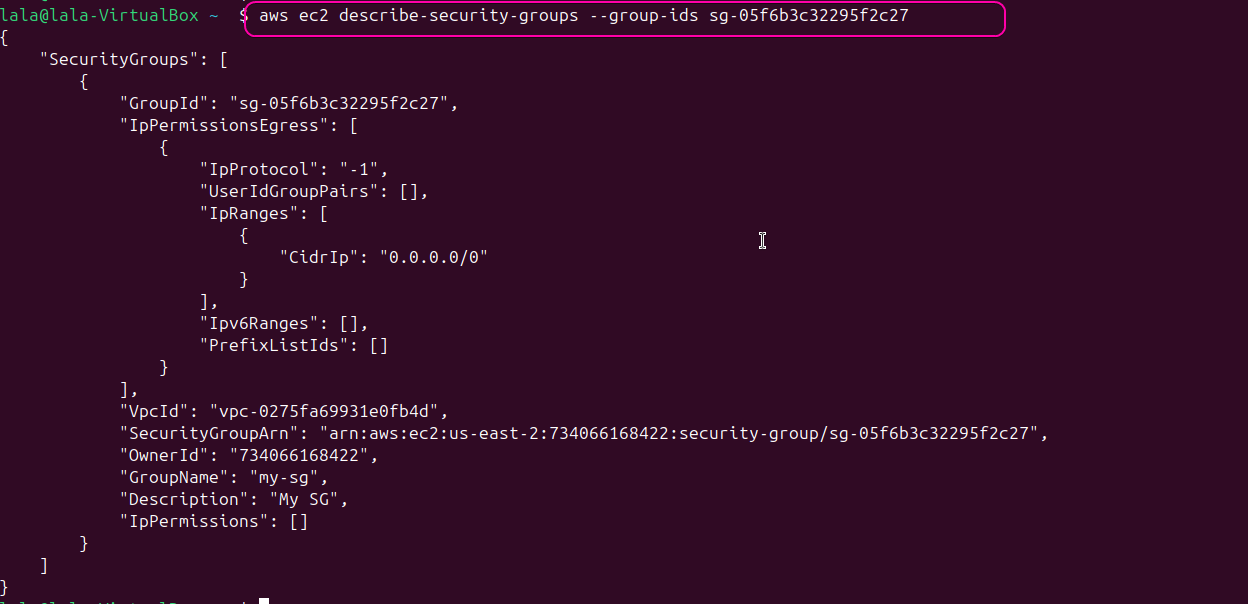 lala@lala-VirtualBox ~ $ aws ec2 describe-security-groups --group-ids sg-05f6b3c32295f2c27
{
    "SecurityGroups": [
        {
            "GroupId": "sg-05f6b3c32295f2c27",
            "IpPermissionsEgress": [
                {
                    "IpProtocol": "-1",
                    "UserIdGroupPairs": [],
                    "IpRanges": [
                        {
                            "CidrIp": "0.0.0.0/0"
                        }
                    ],
                    "Ipv6Ranges": [],
                    "PrefixListIds": []
                }
            ],
            "VpcId": "vpc-0275fa69931e0fb4d",
            "SecurityGroupArn": "arn:aws:ec2:us-east-2:734066168422:security-group/sg-05f6b3c32295f2c27",
            "OwnerId": "734066168422",
            "GroupName": "my-sg",
            "Description": "My SG",
            "IpPermissions": []
        }
    ]
}